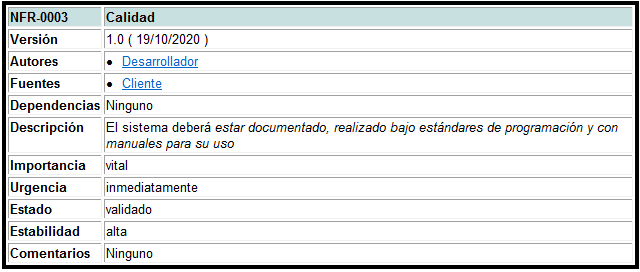 NFR-0003 Calidad
Versión 1.0 ( 19/10/2020 )
Autores • Desarrollador
Fuentes • Cliente
Dependencias Ninguno
Descripción El sistema deberá estar documentado, realizado bajo estándares de programación y con
manuales para su uso
Importancia vital
Urgencia inmediatamente
Estado validado
Estabilidad alta
Comentarios Ninguno